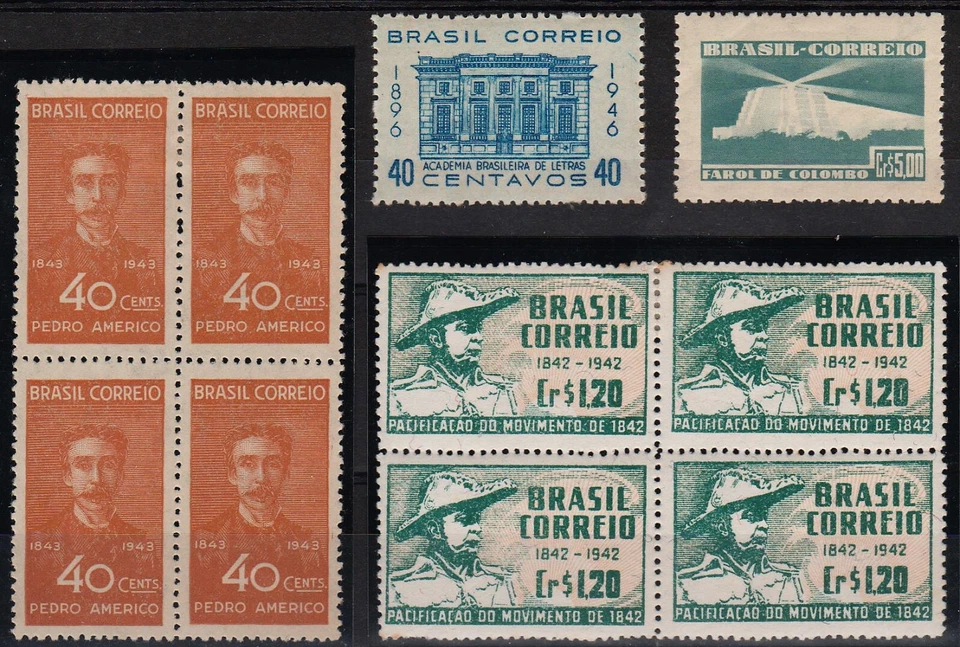 BRASIL CORREIO
1843 1943
40 CENTS.
PEDRO AMERICO
BRASIL CORREIO
1843 1943
40 CENTS.
PEDRO AMERICO
BRASIL CORREIO
1843 1943
40 CENTS.
PEDRO AMERICO
BRASIL CORREIO
1843 1943
40 CENTS.
PEDRO AMERICO
BRASIL CORREIO
1896 1946
ACADEMIA BRASILEIRA DE LETRAS
40 CENTAVOS 40
BRASIL-CORREIO
Cr$5,00
FAROL DE COLOMBO
BRASIL
CORREIO
1842-1942
Cr$1,20
PACIFICAÇAO DO MOVIMENTO DE 1842
BRASIL
CORREIO
1842-1942
Cr$1,20
PACIFICAÇAO DO MOVIMENTO DE 1842
BRASIL
CORREIO
1842-1942
Cr$1,20
PACIFICAÇAO DO MOVIMENTO DE 1842
BRASIL
CORREIO
1842-1942
Cr$1,20
PACIFICAÇAO DO MOVIMENTO DE 1842